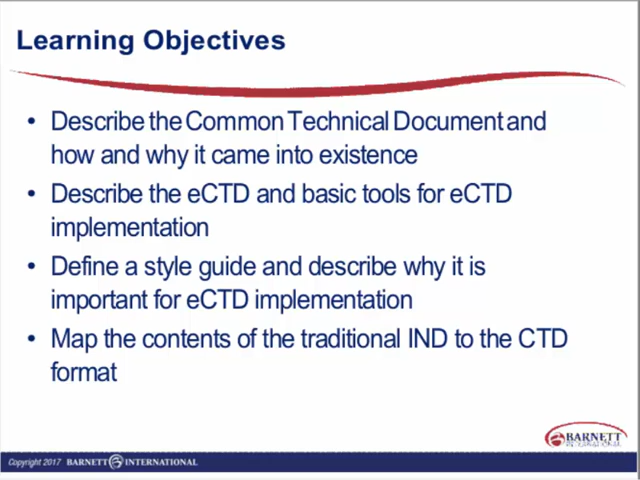 Learning Objectives
• Describe the Common Technical Document and
how and why it came into existence
• Describe the eCTD and basic tools for eCTD
implementation
• Define a style guide and describe why it is
important for eCTD implementation
• Map the contents of the traditional IND to the CTD
format
BARNETT
INTERNATIONAL
Copyright 2017 BARNETT INTERNATIONAL